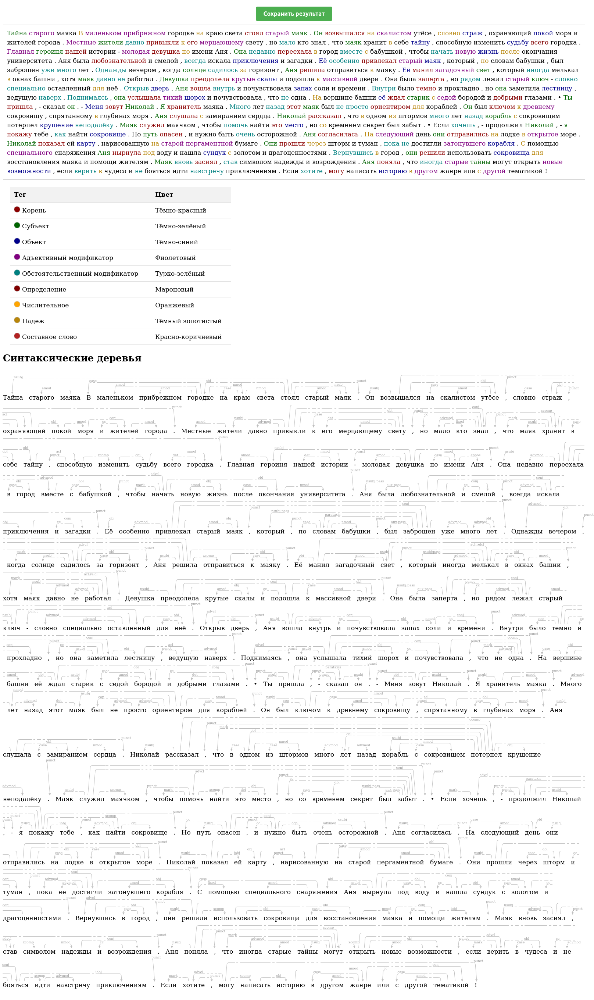 Сохранить результат
Тайна старого маяка В маленьком прибрежном городке на краю света стоял старый маяк . Он возвышался на скалистом утёсе , словно страж , охраняющий покой моря и
жителей города . Местные жители давно привыкли к его мерцающему свету , но мало кто знал , что маяк хранит в себе тайну , способную изменить судьбу всего городка .
Главная героиня нашей истории - молодая девушка по имени Аня . Она недавно переехала в город вместе с бабушкой , чтобы начать новую жизнь после окончания
университета . Аня была любознательной и смелой , всегда искала приключения и загадки . Её особенно привлекал старый маяк , который , по словам бабушки , был
заброшен уже много лет . Однажды вечером , когда солнце садилось за горизонт , Аня решила отправиться к маяку . Её манил загадочный свет , который иногда мелькал
в окнах башни , хотя маяк давно не работал . Девушка преодолела крутые скалы и подошла к массивной двери . Она была заперта , но рядом лежал старый ключ - словно
специально оставленный для неё . Открыв дверь , Аня вошла внутрь и почувствовала запах соли и времени . Внутри было темно и прохладно , но она заметила лестницу ,
ведущую наверх . Поднимаясь , она услышала тихий шорох и почувствовала , что не одна . На вершине башни её ждал старик с седой бородой и добрыми глазами . • Ты
пришла , - сказал он . - Меня зовут Николай . Я хранитель маяка . Много лет назад этот маяк был не просто ориентиром для кораблей . Он был ключом к древнему
сокровищу , спрятанному в глубинах моря . Аня слушала с замиранием сердца . Николай рассказал , что в одном из штормов много лет назад корабль с сокровищем
потерпел крушение неподалёку . Маяк служил маячком , чтобы помочь найти это место , но со временем секрет был забыт . • Если хочешь , - продолжил Николай , - я
покажу тебе , как найти сокровище . Но путь опасен , и нужно быть очень осторожной . Аня согласилась . На следующий день они отправились на лодке в открытое море .
Николай показал ей карту , нарисованную на старой пергаментной бумаге . Они прошли через шторм и туман , пока не достигли затонувшего корабля . С помощью
специального снаряжения Аня нырнула под воду и нашла сундук с золотом и драгоценностями . Вернувшись в город , они решили использовать сокровища для
восстановления маяка и помощи жителям . Маяк вновь засиял , став символом надежды и возрождения . Аня поняла , что иногда старые тайны могут открыть новые
возможности , если верить в чудеса и не бояться идти навстречу приключениям . Если хотите , могу написать историю в другом жанре или с другой тематикой !
Тег Цвет
Корень Тёмно-красный
Субъект Тёмно-зелёный
Объект Тёмно-синий
Адъективный модификатор Фиолетовый
Обстоятельственный модификатор Турко-зелёный
Определение Мароновый
Числительное Оранжевый
Падеж Тёмный золотистый
Составное слово Красно-коричневый
Синтаксические деревья
Тайна старого маяка В маленьком прибрежном городке на краю света стоял старый маяк . Он возвышался на скалистом утёсе , словно страж ,
охраняющий покой моря и жителей города . Местные жители давно привыкли к его мерцающему свету , но мало кто знал , что маяк хранит в
себе тайну , способную изменить судьбу всего городка . Главная героиня нашей истории - молодая девушка по имени Аня . Она недавно переехала
в город вместе с бабушкой , чтобы начать новую жизнь после окончания университета . Аня была любознательной и смелой , всегда искала
приключения и загадки . Её особенно привлекал старый маяк , который , по словам бабушки , был заброшен уже много лет . Однажды вечером ,
когда солнце садилось за горизонт , Аня решила отправиться к маяку . Её манил загадочный свет , который иногда мелькал в окнах башни ,
хотя маяк давно не работал . Девушка преодолела крутые скалы и подошла к массивной двери . Она была заперта , но рядом лежал старый
ключ - словно специально оставленный для неё . Открыв дверь , Аня вошла внутрь и почувствовала запах соли и времени . Внутри было темно и
прохладно , но она заметила лестницу , ведущую наверх . Поднимаясь , она услышала тихий шорох и почувствовала , что не одна . На вершине
башни её ждал старик с седой бородой и добрыми глазами . • Ты пришла , - сказал он . - Меня зовут Николай . Я хранитель маяка . Много
лет назад этот маяк был не просто ориентиром для кораблей . Он был ключом к древнему сокровищу , спрятанному в глубинах моря . Аня
слушала с замиранием сердца . Николай рассказал , что в одном из штормов много лет назад корабль с сокровищем потерпел крушение
неподалёку . Маяк служил маячком , чтобы помочь найти это место , но со временем секрет был забыт . • Если хочешь , - продолжил Николай
, - я покажу тебе , как найти сокровище . Но путь опасен , и нужно быть очень осторожной . Аня согласилась . На следующий день они
отправились на лодке в открытое море . Николай показал ей карту , нарисованную на старой пергаментной бумаге . Они прошли через шторм и
туман , пока не достигли затонувшего корабля . С помощью специального снаряжения Аня нырнула под воду и нашла сундук с золотом и
драгоценностями . Вернувшись в город , они решили использовать сокровища для восстановления маяка и помощи жителям . Маяк вновь засиял ,
став символом надежды и возрождения . Аня поняла , что иногда старые тайны могут открыть новые возможности , если верить в чудеса и не
бояться идти навстречу приключениям . Если хотите , могу написать историю в другом жанре или с другой тематикой !